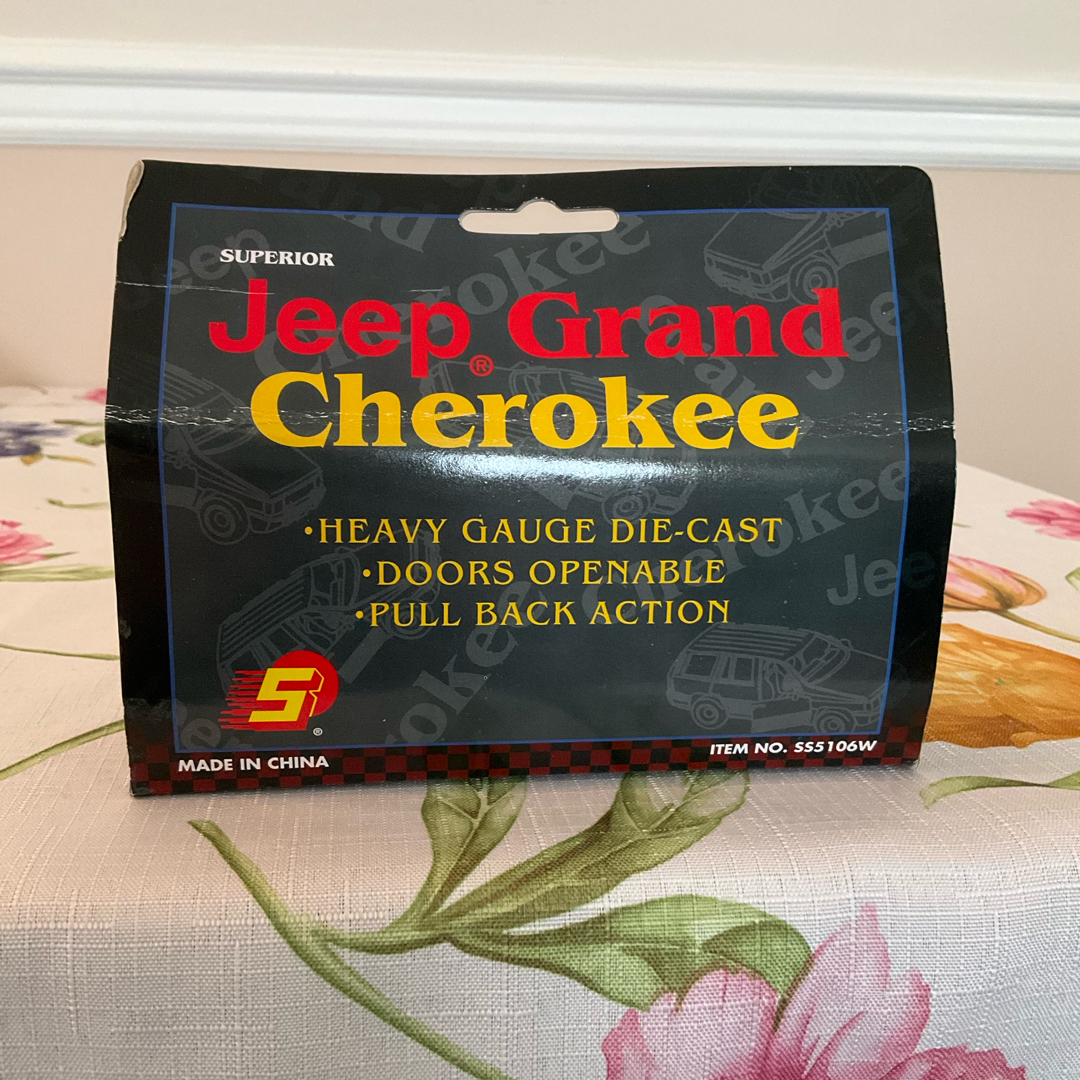 SUPERIOR
Jeep® Grand
Cherokee
•HEAVY GAUGE DIE-CAST
•DOORS OPENABLE
•PULL BACK ACTION
S®
MADE IN CHINA
ITEM NO. SS5106W